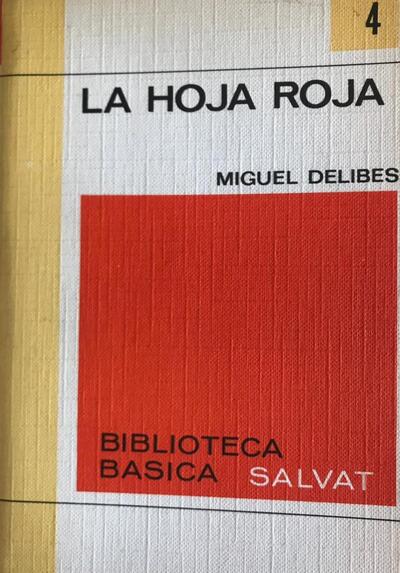 4
LA HOJA ROJA
MIGUEL DELIBES
BIBLIOTECA
BASICA SALVAT